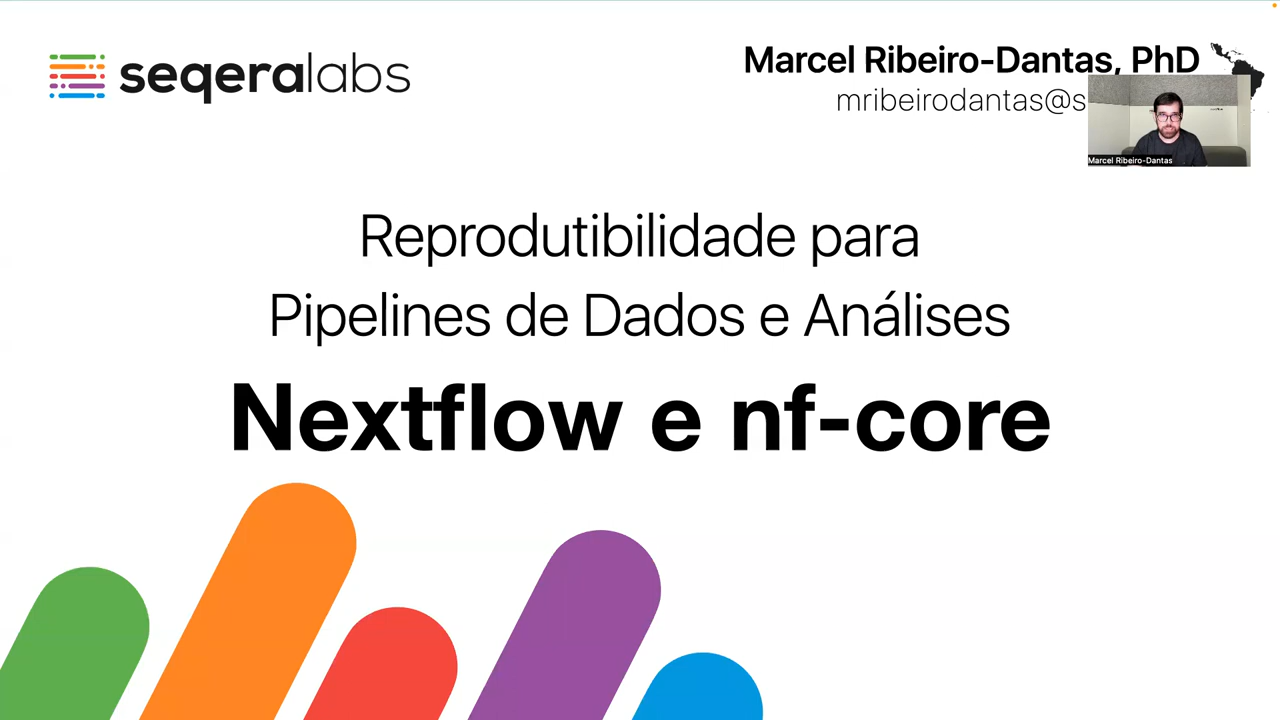 seqeralabs
Marcel Ribeiro-Dantas, PhD
mribeirodantas@s
Marcel Ribeiro-Dantas
Reprodutibilidade para
Pipelines de Dados e Análises
Nextflow e nf-core